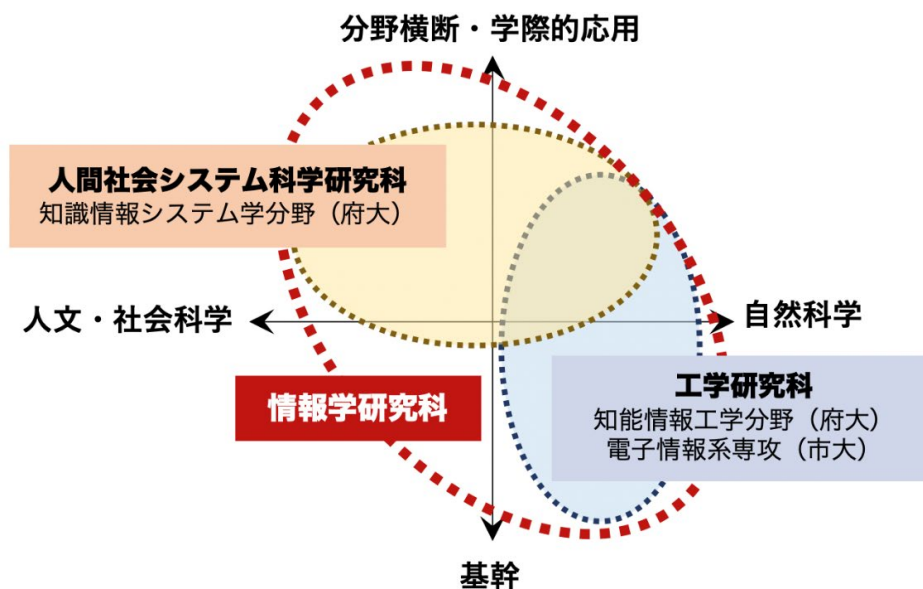 分野横断・学際的応用
人間社会システム科学研究科
知識情報システム学分野（府大）
人文・社会科学
自然科学
情報学研究科
工学研究科
知能情報工学分野（府大）
電子情報系専攻（市大）
基幹